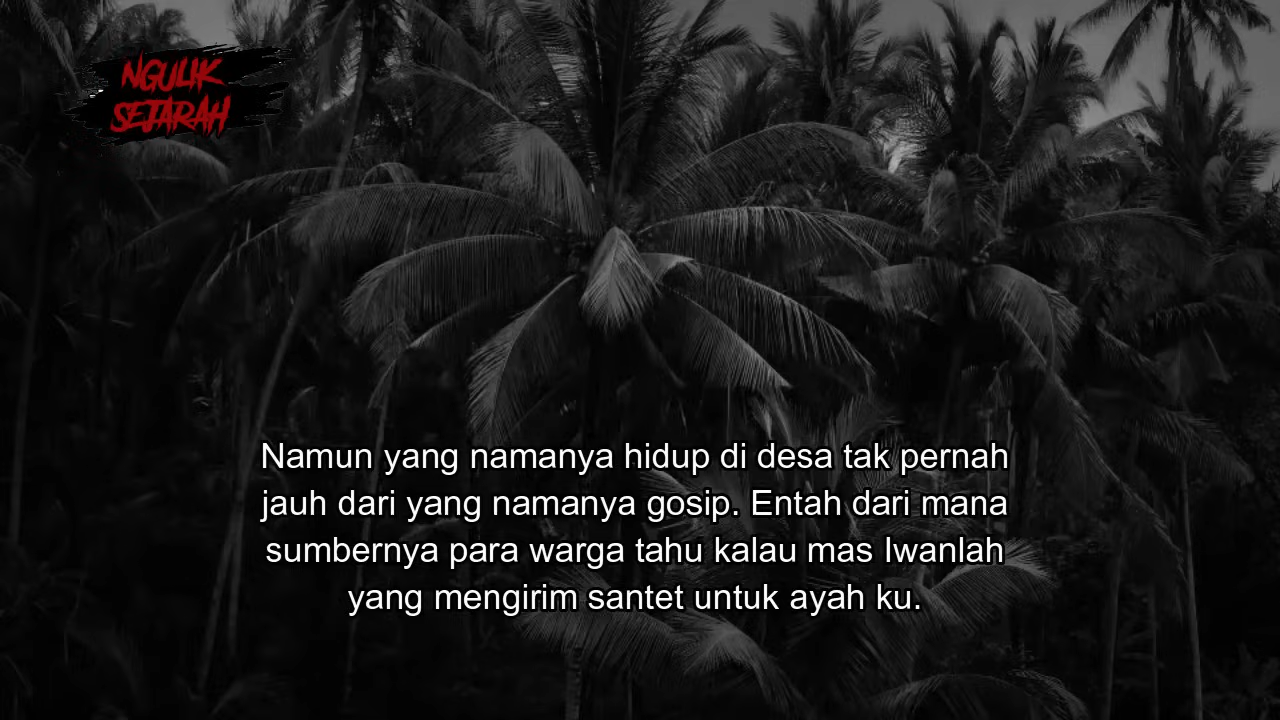 NGULIK
SEJARAH
Namun yang namanya hidup di desa tak pernah
jauh dari yang namanya gosip. Entah dari mana
sumbernya para warga tahu kalau mas Iwanlah
yang mengirim santet untuk ayah ku.